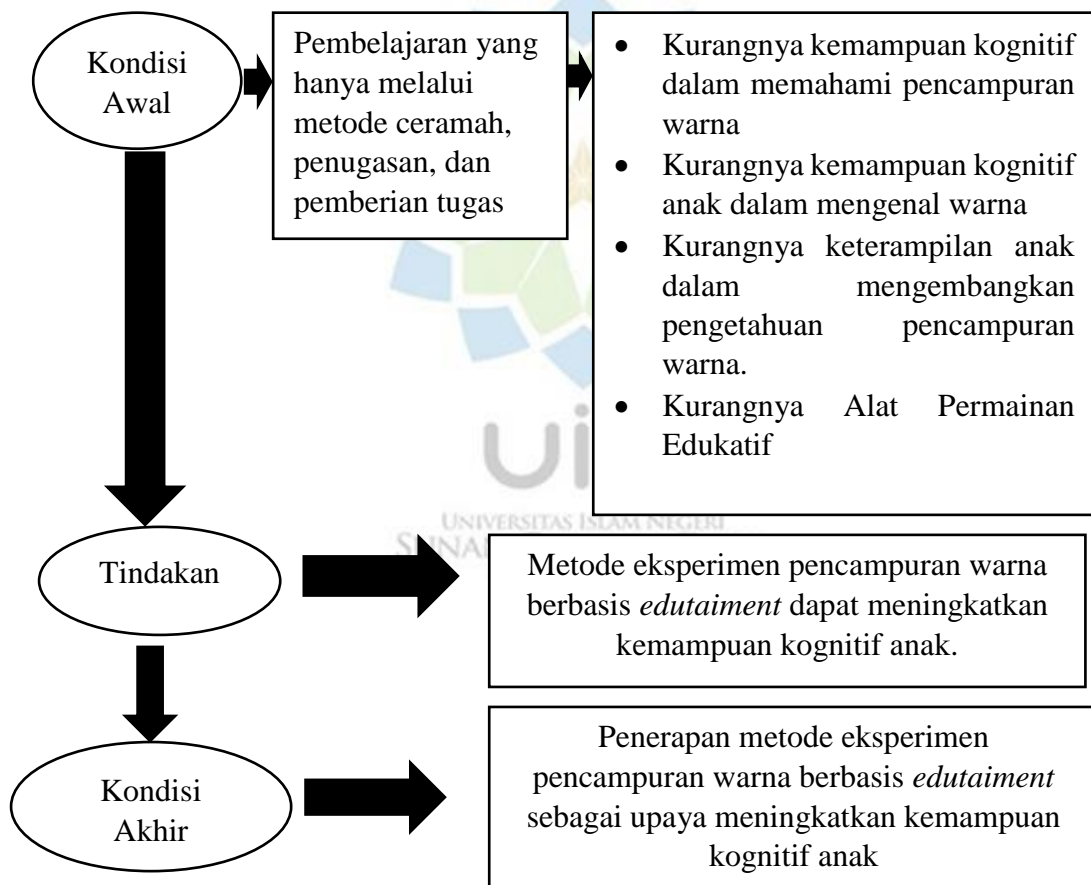 Kondisi
Awal
Pembelajaran yang
hanya melalui
metode ceramah,
penugasan, dan
pemberian tugas
• Kurangnya kemampuan kognitif
dalam memahami pencampuran
warna
• Kurangnya kemampuan kognitif
anak dalam mengenal warna
• Kurangnya keterampilan anak
dalam mengembangkan
pengetahuan pencampuran
warna.
• Kurangnya Alat Permainan
Edukatif
UNIVERSITAS ISLAM NEGERI
Tindakan
Metode eksperimen pencampuran warna
berbasis edutaiment dapat meningkatkan
kemampuan kognitif anak.
Kondisi
Akhir
Penerapan metode eksperimen
pencampuran warna berbasis edutaiment
sebagai upaya meningkatkan kemampuan
kognitif anak